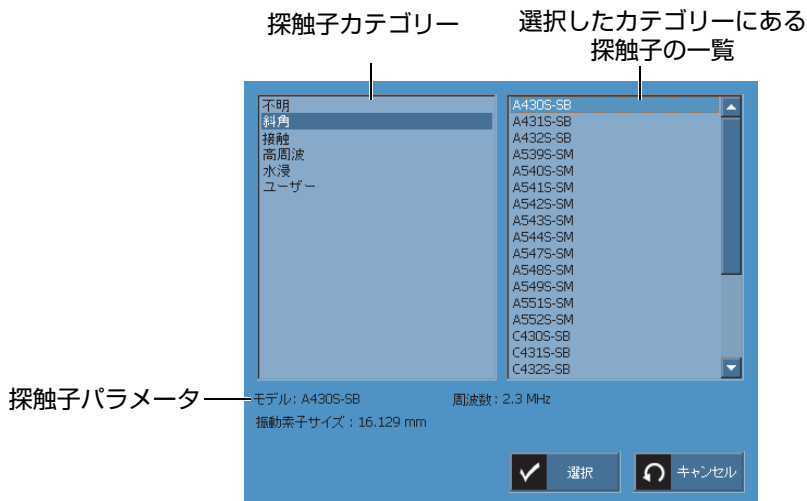 探触子カテゴリー
選択したカテゴリーにある
探触子の一覧
不明
斜角
接触
高周波
水浸
ユーザー
A430S-SB
A431S-SB
A432S-SB
A539S-SM
A540S-SM
A541S-SM
A542S-SM
A543S-SM
A544S-SM
A547S-SM
A548S-SM
A549S-SM
A551S-SM
A552S-SM
C430S-SB
C431S-SB
C432S-SB
探触子パラメータ
モデル: A430S-SB 周波数: 2.3 MHz
振動素子サイズ : 16.129 mm
選択 キャンセル